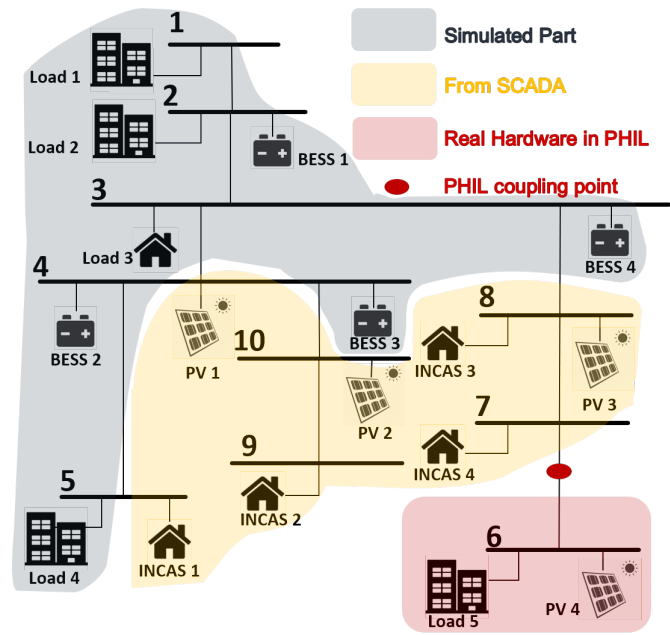 1
Simulated Part
Load 1
From SCADA
2
Load 2
BESS 1
Real Hardware in PHIL
3
PHIL coupling point
Load 3
BESS 4
4
BESS 2
PV 1
10
BESS 3
8
INCAS 3
PV 3
PV 2
7
9
INCAS 4
INCAS 2
5
Load 4
INCAS 1
6
Load 5
PV 4